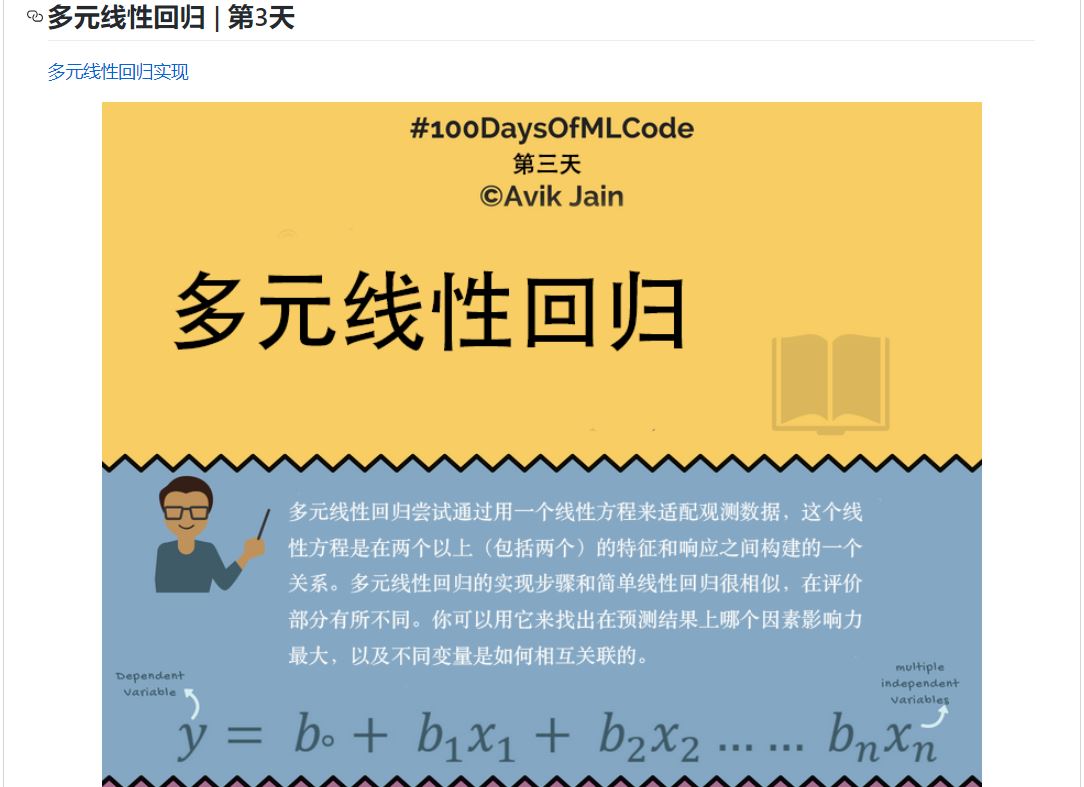 多元线性回归 | 第3天
多元线性回归实现
#100DaysOfMLCode
第三天
©Avik Jain
多元线性回归
多元线性回归尝试通过用一个线性方程来适配观测数据，这个线
性方程是在两个以上（包括两个）的特征和响应之间构建的一个
关系。多元线性回归的实现步骤和简单线性回归很相似，在评价
部分有所不同。你可以用它来找出在预测结果上哪个因素影响力
最大，以及不同变量是如何相互关联的。
Dependent
Variable
multiple
independent
Variables
y = b₀ + b₁x₁ + b₂x₂ ... ... bₙxₙ